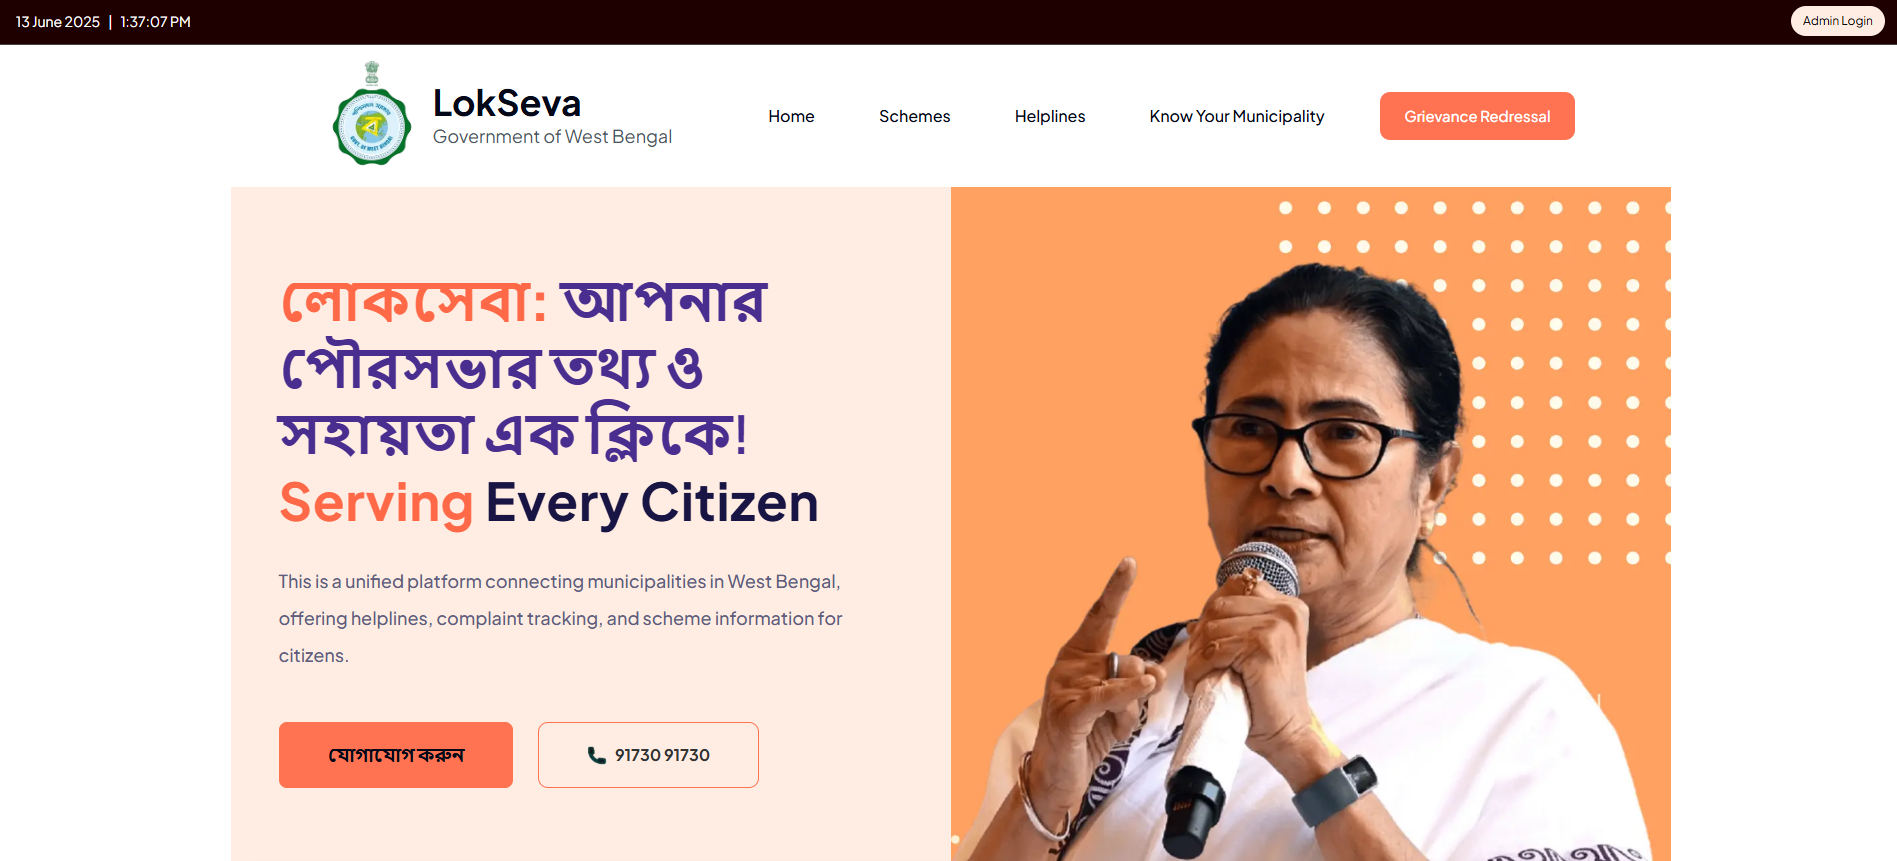 13 June 2025 | 1:37:07 PM
Admin Login
LokSeva
Government of West Bengal
Home
Schemes
Helplines
Know Your Municipality
Grievance Redressal
লোকসেবা: আপনার
পৌরসভার তথ্য ও
সহায়তা এক ক্লিকে!
Serving Every Citizen
This is a unified platform connecting municipalities in West Bengal,
offering helplines, complaint tracking, and scheme information for
citizens.
যোগাযোগ করুন
91730 91730